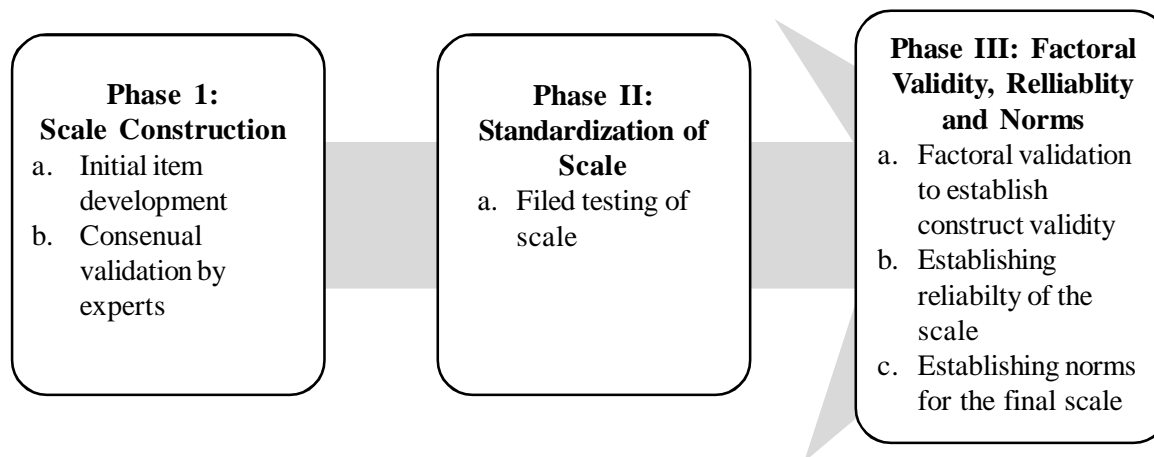 Phase 1:
Scale Construction
a. Initial item
development
b. Consenual
validation by
experts
Phase II:
Standardization of
Scale
a. Filed testing of
scale
Phase III: Factoral
Validity, Relliablity
and Norms
a. Factoral validation
to establish
construct validity
b. Establishing
reliabilty of the
scale
c. Establishing norms
for the final scale